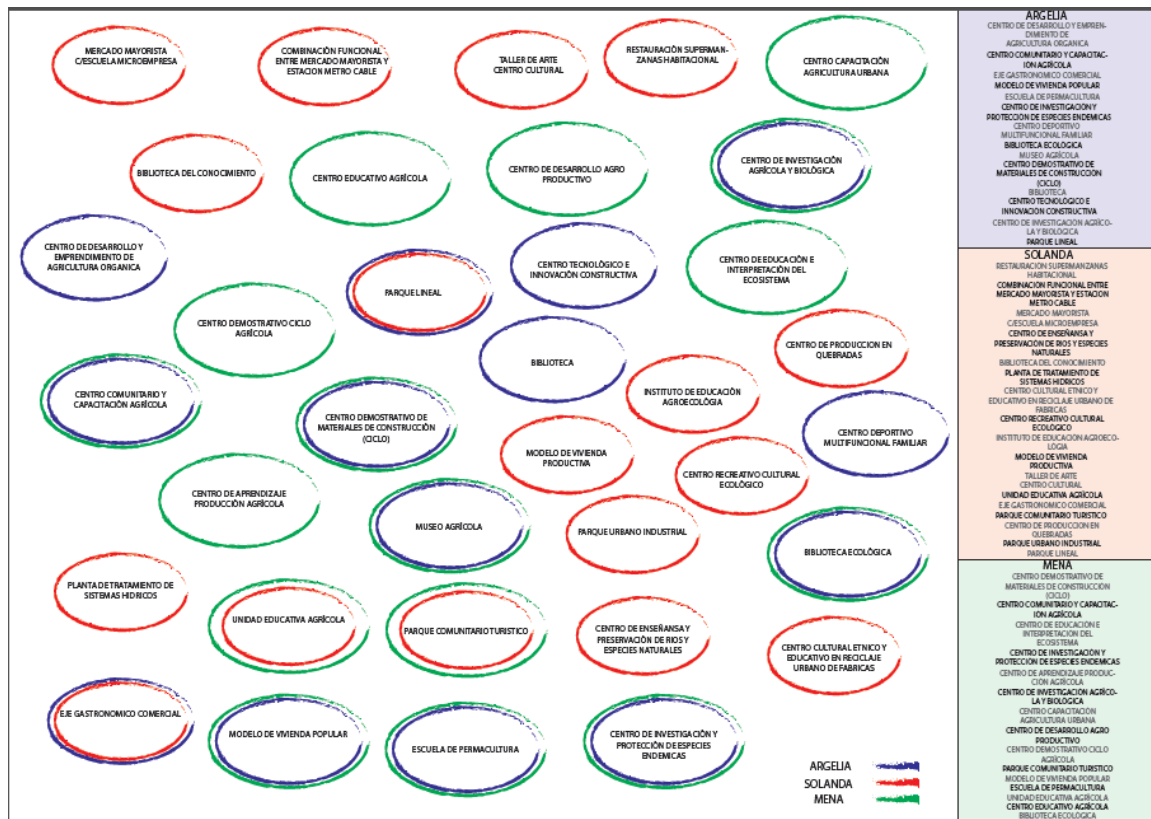 MERCADO MAYORISTA
C/ESCUELA MICROEMPRESA
COMBINACIÓN FUNCIONAL
ENTRE MERCADO MAYORISTA Y
ESTACION METRO CABLE
TALLER DE ARTE
CENTRO CULTURAL
RESTAURACIÓN SUPERMAN-
ZANAS HABITACIONAL
CENTRO CAPACITACIÓN
AGRICULTURA URBANA
BIBLIOTECA DEL CONOCIMIENTO
CENTRO EDUCATIVO AGRÍCOLA
CENTRO DE DESARROLLO AGRO
PRODUCTIVO
CENTRO DE INVESTIGACIÓN
AGRÍCOLA Y BIOLÓGICA
CENTRO DE DESARROLLO Y
EMPRENDIMIENTO DE
AGRICULTURA ORGANICA
PARQUE LINEAL
CENTRO TECNOLÓGICO E
INNOVACIÓN CONSTRUCTIVA
CENTRO DE EDUCACIÓN E
INTERPRETACIÓN DEL
ECOSISTEMA
CENTRO DEMOSTRATIVO CICLO
AGRÍCOLA
BIBLIOTECA
CENTRO DE PRODUCCION EN
QUEBRADAS
CENTRO COMUNITARIO Y
CAPACITACIÓN AGRÍCOLA
CENTRO DEMOSTRATIVO DE
MATERIALES DE CONSTRUCCIÓN
(CICLO)
INSTITUTO DE EDUCACIÓN
AGROECOLÒGIA
CENTRO DEPORTIVO
MULTIFUNCIONAL FAMILIAR
MODELO DE VIVIENDA
PRODUCTIVA
CENTRO RECREATIVO CULTURAL
ECOLÓGICO
CENTRO DE APRENDIZAJE
PRODUCCIÓN AGRÍCOLA
MUSEO AGRÍCOLA
PARQUE URBANO INDUSTRIAL
BIBLIOTECA ECOLÓGICA
PLANTA DE TRATAMIENTO DE
SISTEMAS HIDRICOS
UNIDAD EDUCATIVA AGRÍCOLA
PARQUE COMUNITARIO TURISTICO
CENTRO DE ENSEÑANSA Y
PRESERVACIÓN DE RIOS Y
ESPECIES NATURALES
CENTRO CULTURAL ETNICO Y
EDUCATIVO EN RECICLAJE
URBANO DE FABRICAS
EJE GASTRONOMICO COMERCIAL
MODELO DE VIVIENDA POPULAR
ESCUELA DE PERMACULTURA
CENTRO DE INVESTIGACIÓN Y
PROTECCIÓN DE ESPECIES
ENDEMICAS
ARGELIA
SOLANDA
MENA
ARGELIA
CENTRO DE DESARROLLO Y EMPREN-
DIMIENTO DE
AGRICULTURA ORGANICA
CENTRO COMUNITARIO Y CAPACITAC-
IÓN AGRÍCOLA
EJE GASTRONOMICO COMERCIAL
MODELO DE VIVIENDA POPULAR
ESCUELA DE PERMACULTURA
CENTRO DE INVESTIGACIÓN Y
PROTECCIÓN DE ESPECIES ENDEMICAS
CENTRO DEPORTIVO
MULTIFUNCIONAL FAMILIAR
BIBLIOTECA ECOLÓGICA
MUSEO AGRÍCOLA
CENTRO DEMOSTRATIVO DE
MATERIALES DE CONSTRUCCIÓN
(CICLO)
BIBLIOTECA
CENTRO TECNOLÓGICO E
INNOVACIÓN CONSTRUCTIVA
CENTRO DE INVESTIGACIÓN AGRÍCO-
LA Y BIOLÓGICA
PARQUE LINEAL
SOLANDA
RESTAURACIÓN SUPERMANZANAS
HABITACIONAL
COMBINACIÓN FUNCIONAL ENTRE
MERCADO MAYORISTA Y ESTACION
METRO CABLE
MERCADO MAYORISTA
C/ESCUELA MICROEMPRESA
CENTRO DE ENSEÑANSA Y
PRESERVACIÓN DE RIOS Y ESPECIES
NATURALES
BIBLIOTECA DEL CONOCIMIENTO
PLANTA DE TRATAMIENTO DE
SISTEMAS HIDRICOS
CENTRO CULTURAL ETNICO Y
EDUCATIVO EN RECICLAJE URBANO DE
FABRICAS
CENTRO RECREATIVO CULTURAL
ECOLÓGICO
INSTITUTO DE EDUCACIÓN AGROECO-
LÒGIA
MODELO DE VIVIENDA
PRODUCTIVA
TALLER DE ARTE
CENTRO CULTURAL
UNIDAD EDUCATIVA AGRÍCOLA
EJE GASTRONOMICO COMERCIAL
PARQUE COMUNITARIO TURISTICO
CENTRO DE PRODUCCION EN
QUEBRADAS
PARQUE URBANO INDUSTRIAL
PARQUE LINEAL
MENA
CENTRO DEMOSTRATIVO DE
MATERIALES DE CONSTRUCCIÓN
(CICLO)
CENTRO COMUNITARIO Y CAPACITAC-
IÓN AGRÍCOLA
CENTRO DE EDUCACIÓN E
INTERPRETACIÓN DEL
ECOSISTEMA
CENTRO DE INVESTIGACIÓN Y
PROTECCIÓN DE ESPECIES ENDEMICAS
CENTRO DE APRENDIZAJE PRODUC-
CIÓN AGRÍCOLA
CENTRO DE INVESTIGACIÓN AGRÍCO-
LA Y BIOLÓGICA
CENTRO CAPACITACIÓN
AGRICULTURA URBANA
CENTRO DE DESARROLLO AGRO
PRODUCTIVO
CENTRO DEMOSTRATIVO CICLO
AGRÍCOLA
PARQUE COMUNITARIO TURISTICO
MODELO DE VIVIENDA POPULAR
ESCUELA DE PERMACULTURA
UNIDAD EDUCATIVA AGRÍCOLA
CENTRO EDUCATIVO AGRÍCOLA
BIBLIOTECA ECOLÓGICA